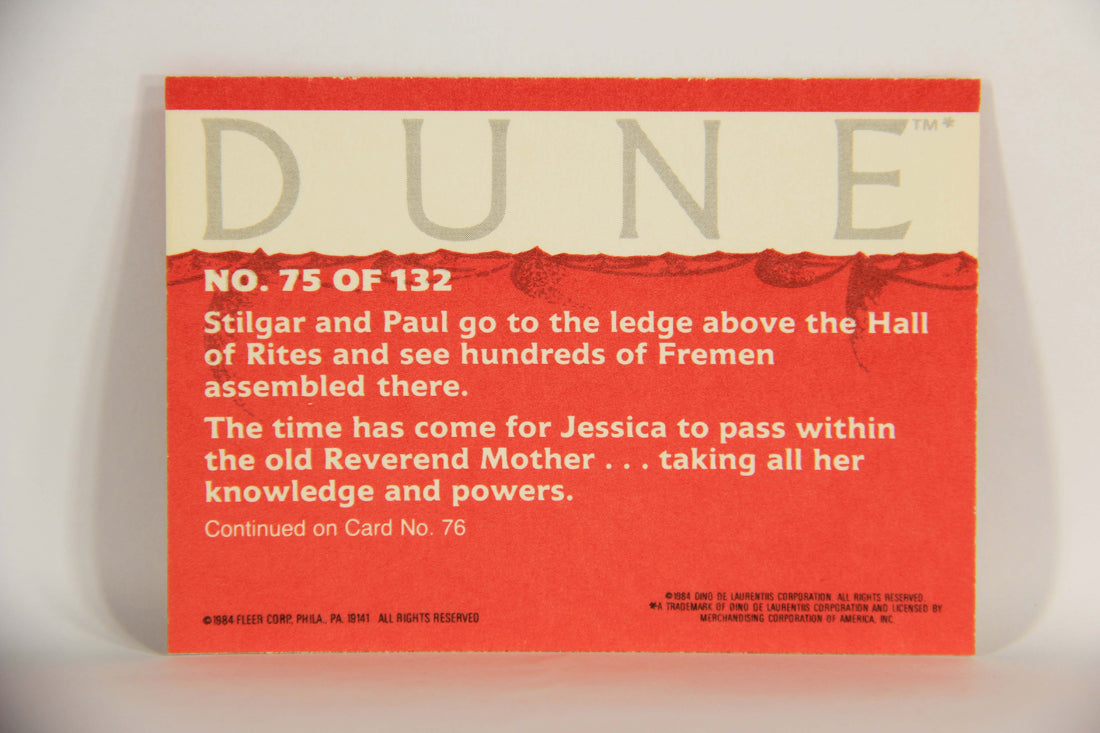 DUNE™*
NO. 75 OF 132
Stilgar and Paul go to the ledge above the Hall
of Rites and see hundreds of Fremen
assembled there.
The time has come for Jessica to pass within
the old Reverend Mother . . . taking all her
knowledge and powers.
Continued on Card No. 76
©1984 FLEER CORP., PHILA., PA. 19141 ALL RIGHTS RESERVED
©1984 DINO DE LAURENTIIS CORPORATION. ALL RIGHTS RESERVED.
*A TRADEMARK OF DINO DE LAURENTIIS CORPORATION AND LICENSED BY
MERCHANDISING CORPORATION OF AMERICA, INC.